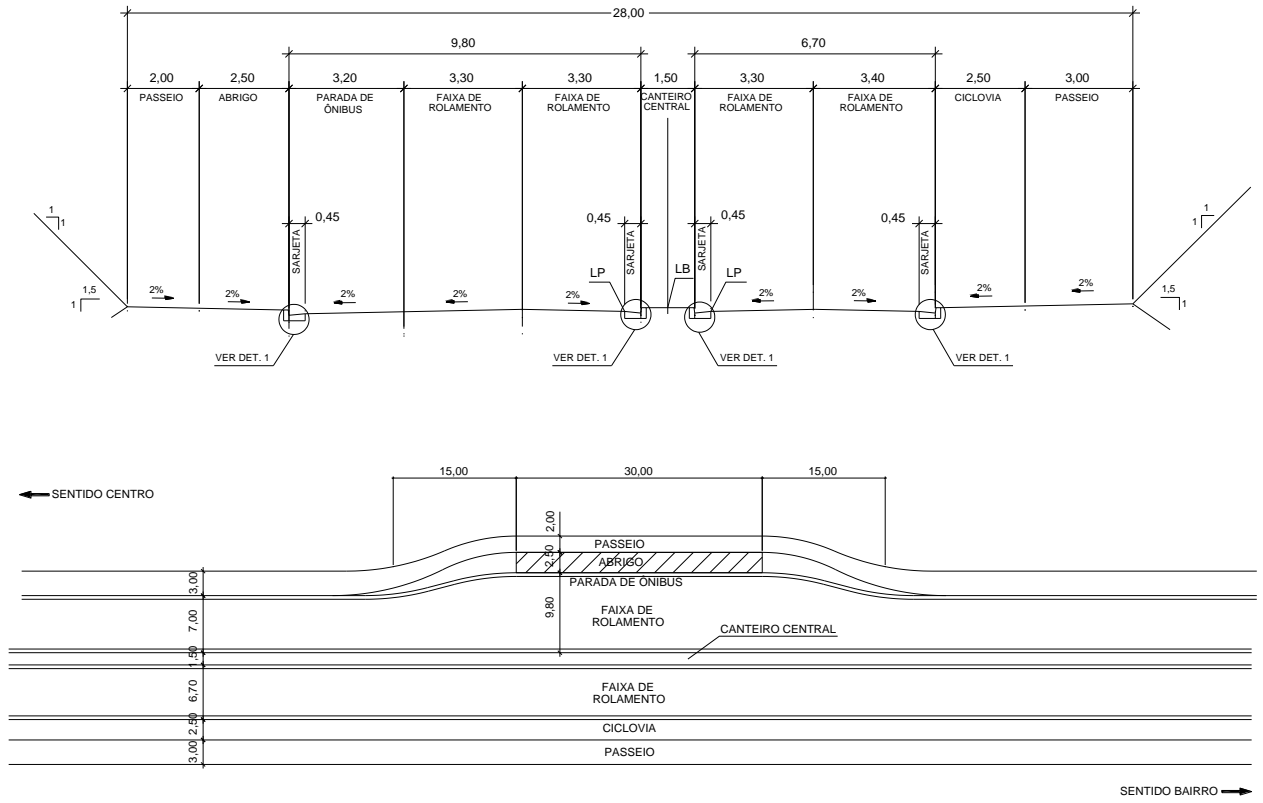 28,00
9,80
6,70
2,00
2,50
3,20
3,30
3,30
1,50
3,30
3,40
2,50
3,00
PASSEIO
ABRIGO
PARADA DE
ÔNIBUS
FAIXA DE
ROLAMENTO
FAIXA DE
ROLAMENTO
CANTEIRO
CENTRAL
FAIXA DE
ROLAMENTO
FAIXA DE
ROLAMENTO
CICLOVIA
PASSEIO
1
1
1
1
0,45
0,45
0,45
0,45
SARJETA
SARJETA
SARJETA
SARJETA
LP
LB
LP
1,5
1
2%
2%
2%
2%
2%
2%
2%
2%
2%
1,5
1
VER DET. 1
VER DET. 1
VER DET. 1
VER DET. 1
15,00
30,00
15,00
SENTIDO CENTRO
2,00
PASSEIO
2,50
ABRIGO
PARADA DE ÔNIBUS
3,00
7,00
9,80
FAIXA DE
ROLAMENTO
CANTEIRO CENTRAL
1,50
6,70
FAIXA DE
ROLAMENTO
2,50
CICLOVIA
3,00
PASSEIO
SENTIDO BAIRRO